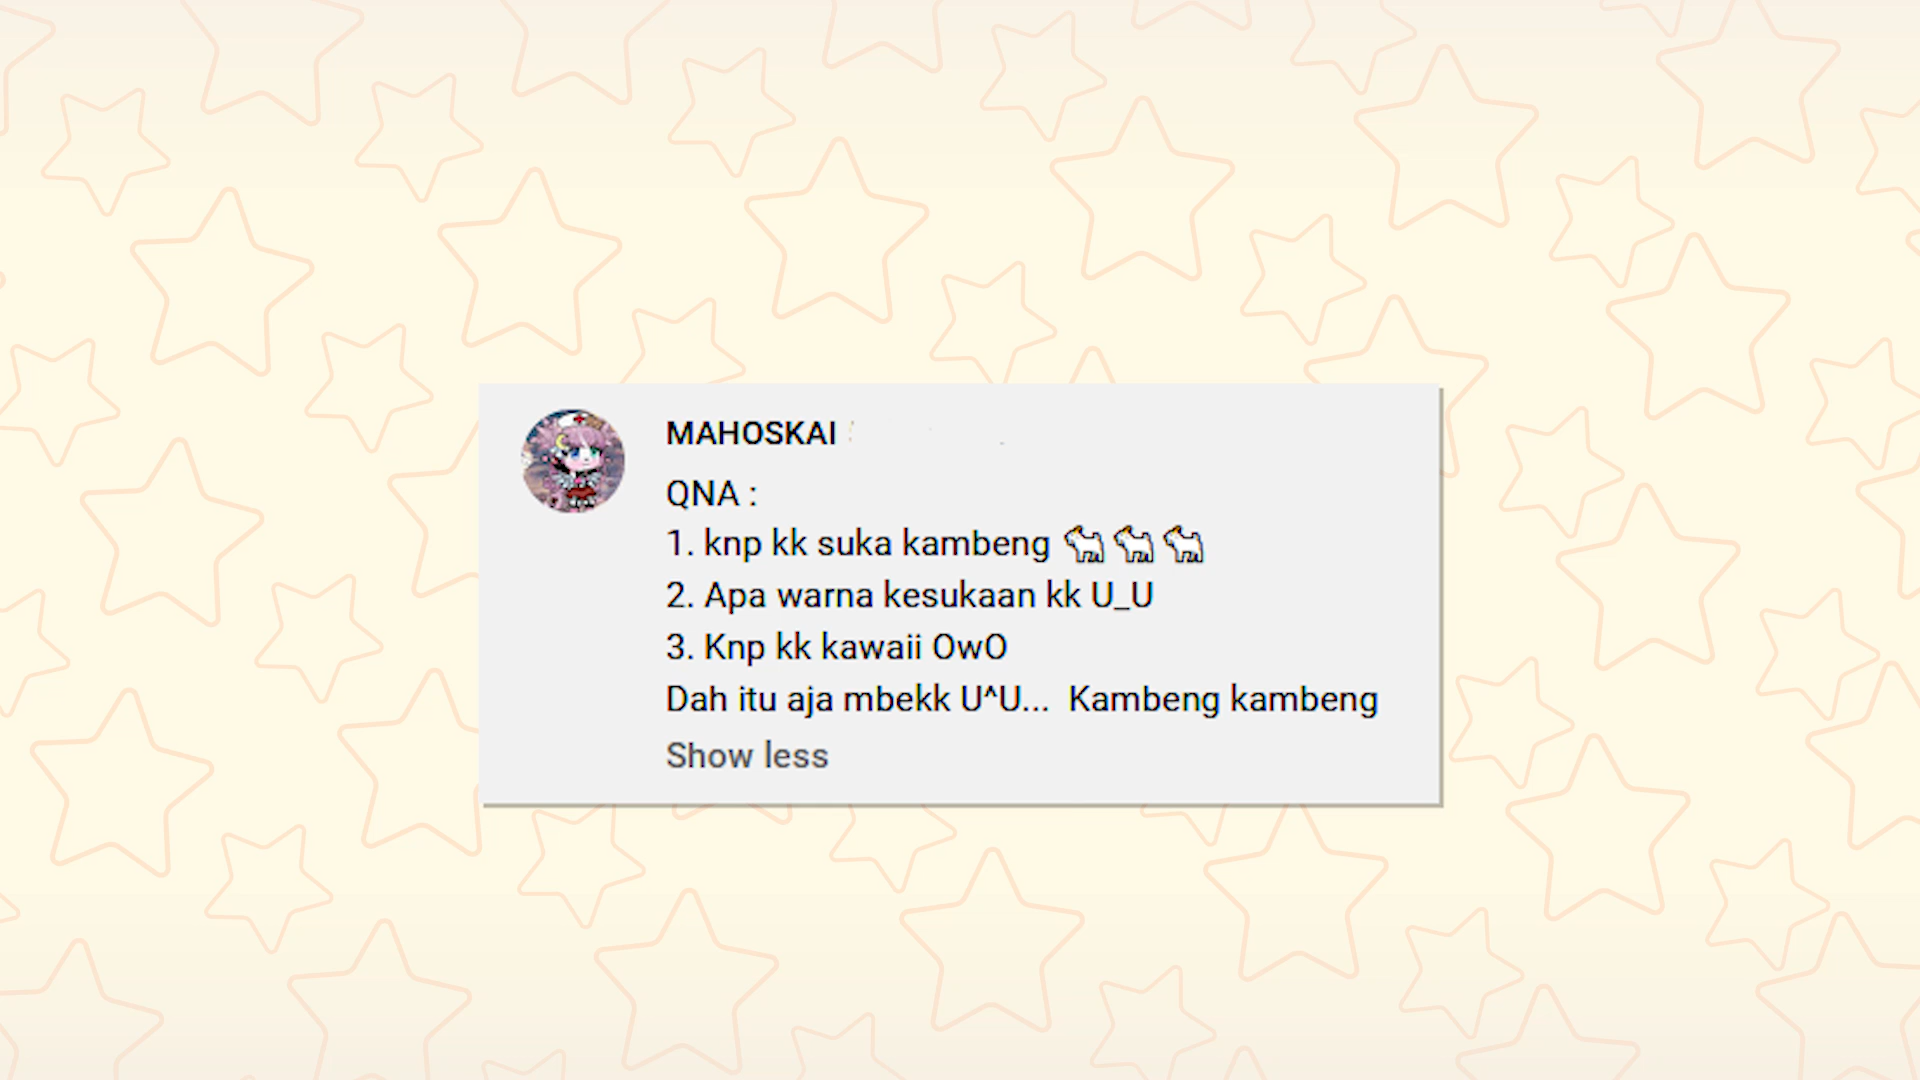 MAHOSKAI
QNA :
1. knp kk suka kambeng 🐐🐐🐐
2. Apa warna kesukaan kk U_U
3. Knp kk kawaii OwO
Dah itu aja mbekk U^U... Kambeng kambeng
Show less